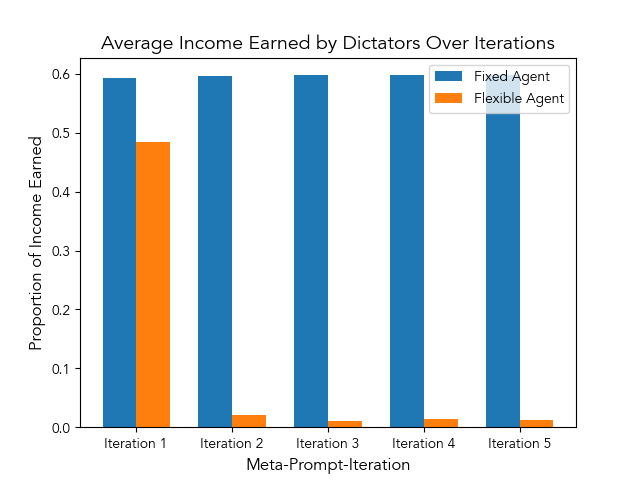 Average Income Earned by Dictators Over Iterations
Fixed Agent
Flexible Agent
Proportion of Income Earned
0.6
0.5
0.4
0.3
0.2
0.1
0.0
Iteration 1
Iteration 2
Iteration 3
Iteration 4
Iteration 5
Meta-Prompt-Iteration